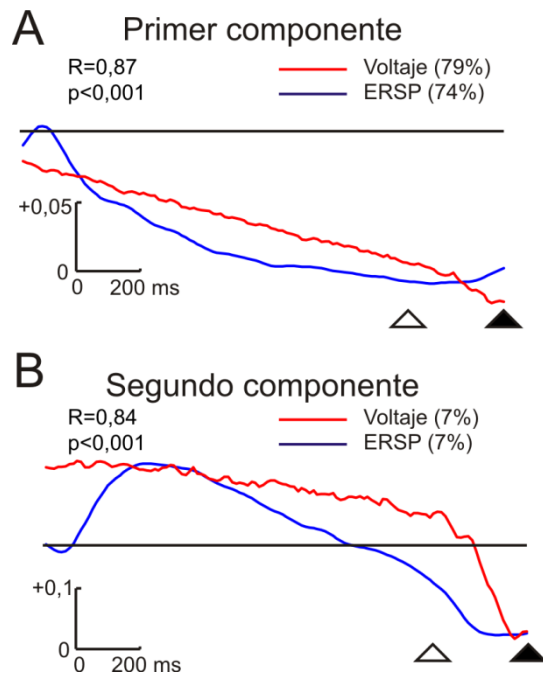 A
Primer componente
R=0,87
p<0,001
Voltaje (79%)
ERSP (74%)
+0,05
0
0
200 ms
B
Segundo componente
R=0,84
p<0,001
Voltaje (7%)
ERSP (7%)
+0,1
0
0
200 ms